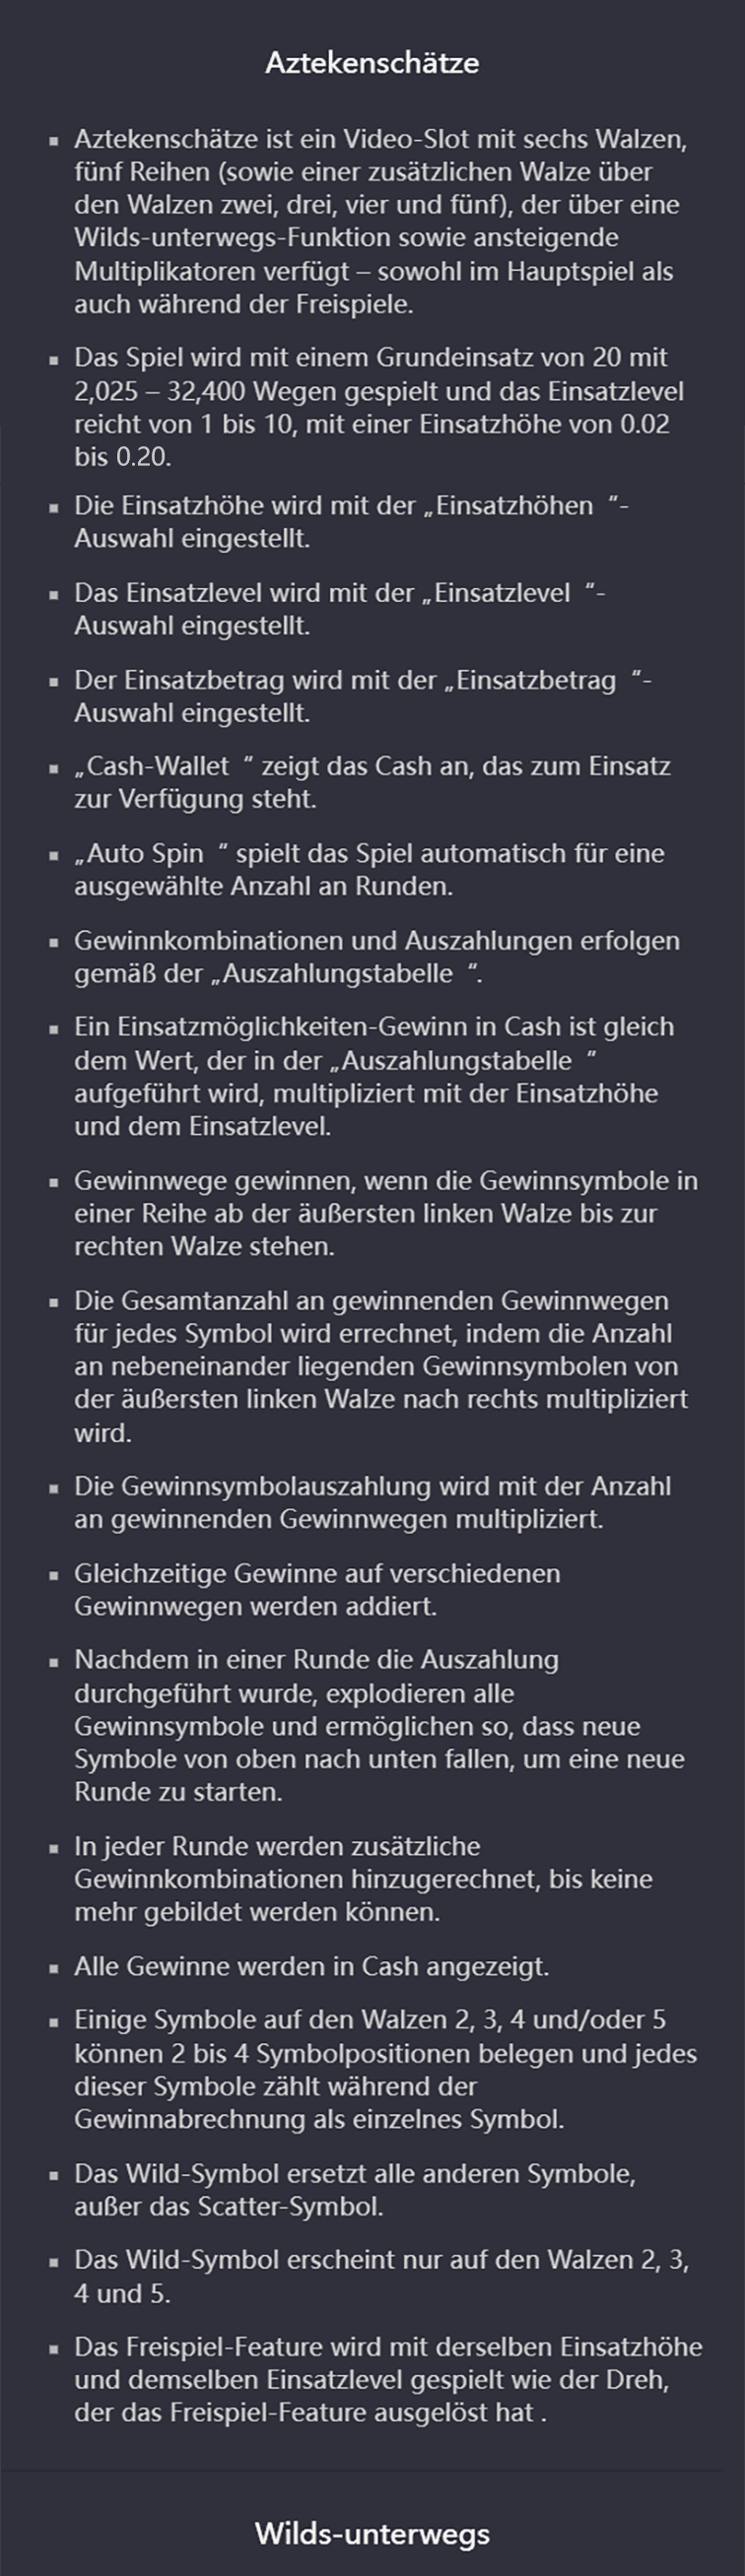 Aztekenschätze
▪ Aztekenschätze ist ein Video-Slot mit sechs Walzen,
fünf Reihen (sowie einer zusätzlichen Walze über
den Walzen zwei, drei, vier und fünf), der über eine
Wilds-unterwegs-Funktion sowie ansteigende
Multiplikatoren verfügt – sowohl im Hauptspiel als
auch während der Freispiele.
▪ Das Spiel wird mit einem Grundeinsatz von 20 mit
2,025 – 32,400 Wegen gespielt und das Einsatzlevel
reicht von 1 bis 10, mit einer Einsatzhöhe von 0.02
bis 0.20.
▪ Die Einsatzhöhe wird mit der „Einsatzhöhen “-
Auswahl eingestellt.
▪ Das Einsatzlevel wird mit der „Einsatzlevel “-
Auswahl eingestellt.
▪ Der Einsatzbetrag wird mit der „Einsatzbetrag “-
Auswahl eingestellt.
▪ „Cash-Wallet “ zeigt das Cash an, das zum Einsatz
zur Verfügung steht.
▪ „Auto Spin “ spielt das Spiel automatisch für eine
ausgewählte Anzahl an Runden.
▪ Gewinnkombinationen und Auszahlungen erfolgen
gemäß der „Auszahlungstabelle “.
▪ Ein Einsatzmöglichkeiten-Gewinn in Cash ist gleich
dem Wert, der in der „Auszahlungstabelle “
aufgeführt wird, multipliziert mit der Einsatzhöhe
und dem Einsatzlevel.
▪ Gewinnwege gewinnen, wenn die Gewinnsymbole in
einer Reihe ab der äußersten linken Walze bis zur
rechten Walze stehen.
▪ Die Gesamtanzahl an gewinnenden Gewinnwegen
für jedes Symbol wird errechnet, indem die Anzahl
an nebeneinander liegenden Gewinnsymbolen von
der äußersten linken Walze nach rechts multipliziert
wird.
▪ Die Gewinnsymbolauszahlung wird mit der Anzahl
an gewinnenden Gewinnwegen multipliziert.
▪ Gleichzeitige Gewinne auf verschiedenen
Gewinnwegen werden addiert.
▪ Nachdem in einer Runde die Auszahlung
durchgeführt wurde, explodieren alle
Gewinnsymbole und ermöglichen so, dass neue
Symbole von oben nach unten fallen, um eine neue
Runde zu starten.
▪ In jeder Runde werden zusätzliche
Gewinnkombinationen hinzugerechnet, bis keine
mehr gebildet werden können.
▪ Alle Gewinne werden in Cash angezeigt.
▪ Einige Symbole auf den Walzen 2, 3, 4 und/oder 5
können 2 bis 4 Symbolpositionen belegen und jedes
dieser Symbole zählt während der
Gewinnabrechnung als einzelnes Symbol.
▪ Das Wild-Symbol ersetzt alle anderen Symbole,
außer das Scatter-Symbol.
▪ Das Wild-Symbol erscheint nur auf den Walzen 2, 3,
4 und 5.
▪ Das Freispiel-Feature wird mit derselben Einsatzhöhe
und demselben Einsatzlevel gespielt wie der Dreh,
der das Freispiel-Feature ausgelöst hat .
Wilds-unterwegs